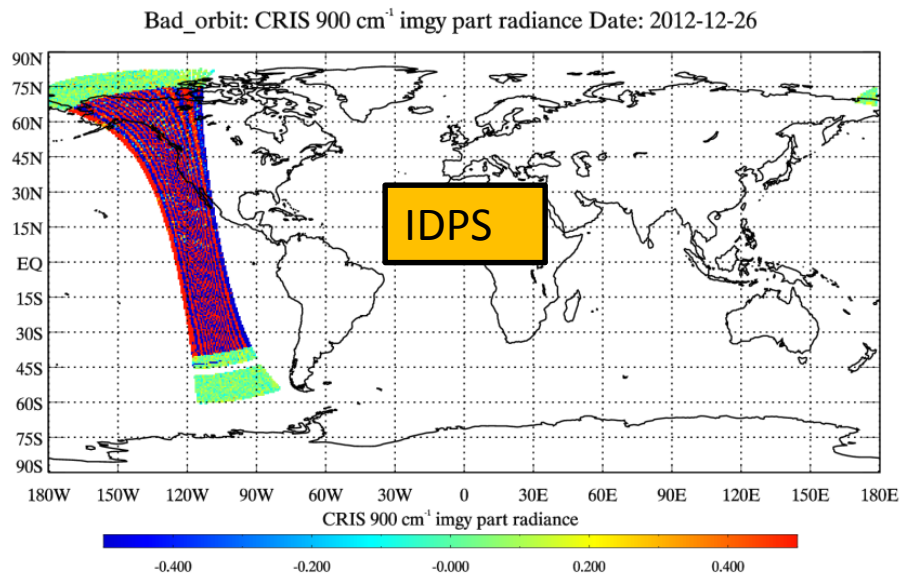 Bad_orbit: CRIS 900 cm⁻¹ imgy part radiance Date: 2012-12-26
90N
75N
60N
45N
30N
15N
EQ
15S
30S
45S
60S
75S
90S
IDPS
180W 150W 120W 90W 60W 30W 0 30E 60E 90E 120E 150E 180E
CRIS 900 cm⁻¹ imgy part radiance
-0.400 -0.200 -0.000 0.200 0.400